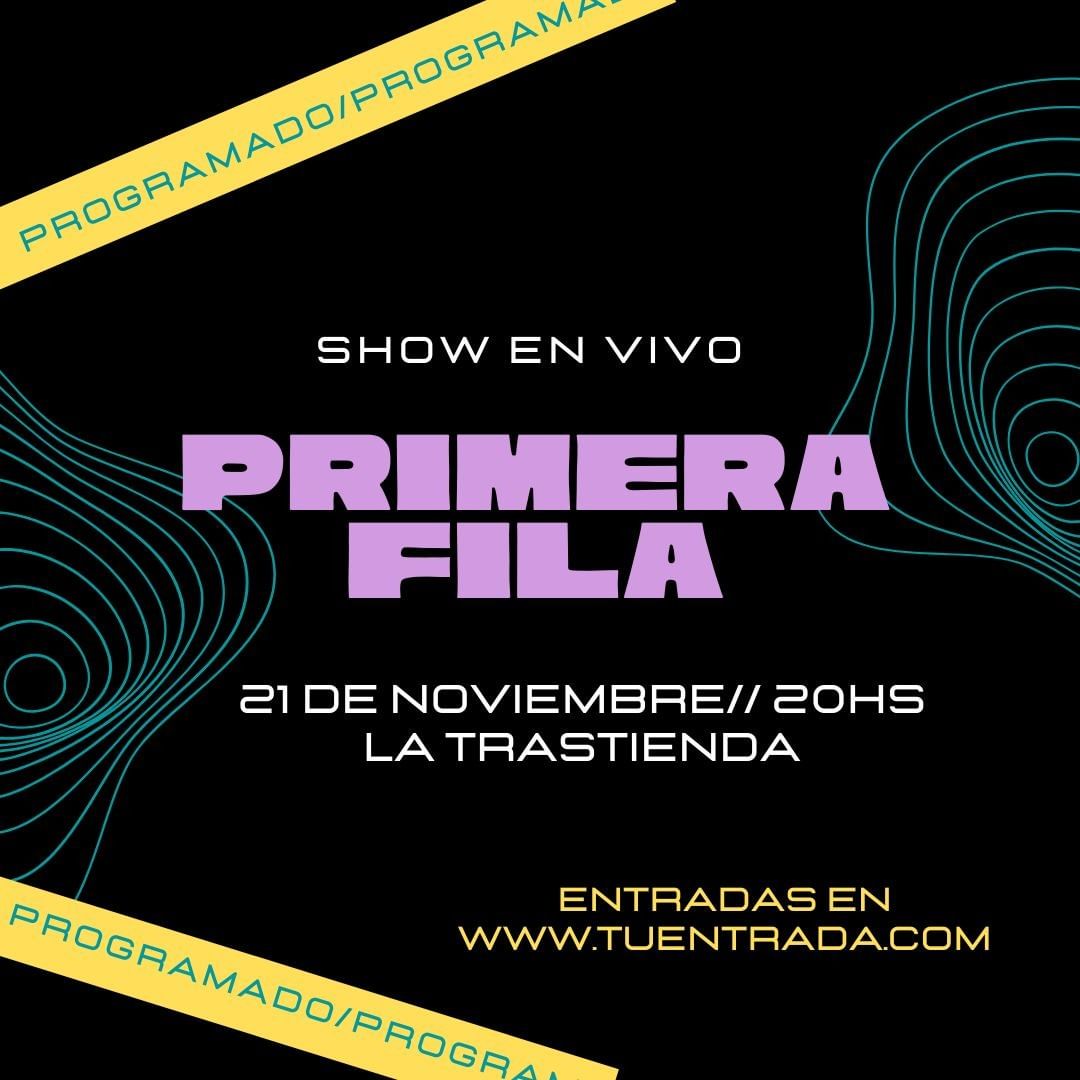 PROGRAMADO/PROGRAMAD
SHOW EN VIVO
PRIMERA
FILA
21 DE NOVIEMBRE// 20HS
LA TRASTIENDA
ENTRADAS EN
WWW.TUENTRADA.COM
PROGRAMADO/PROGRAM